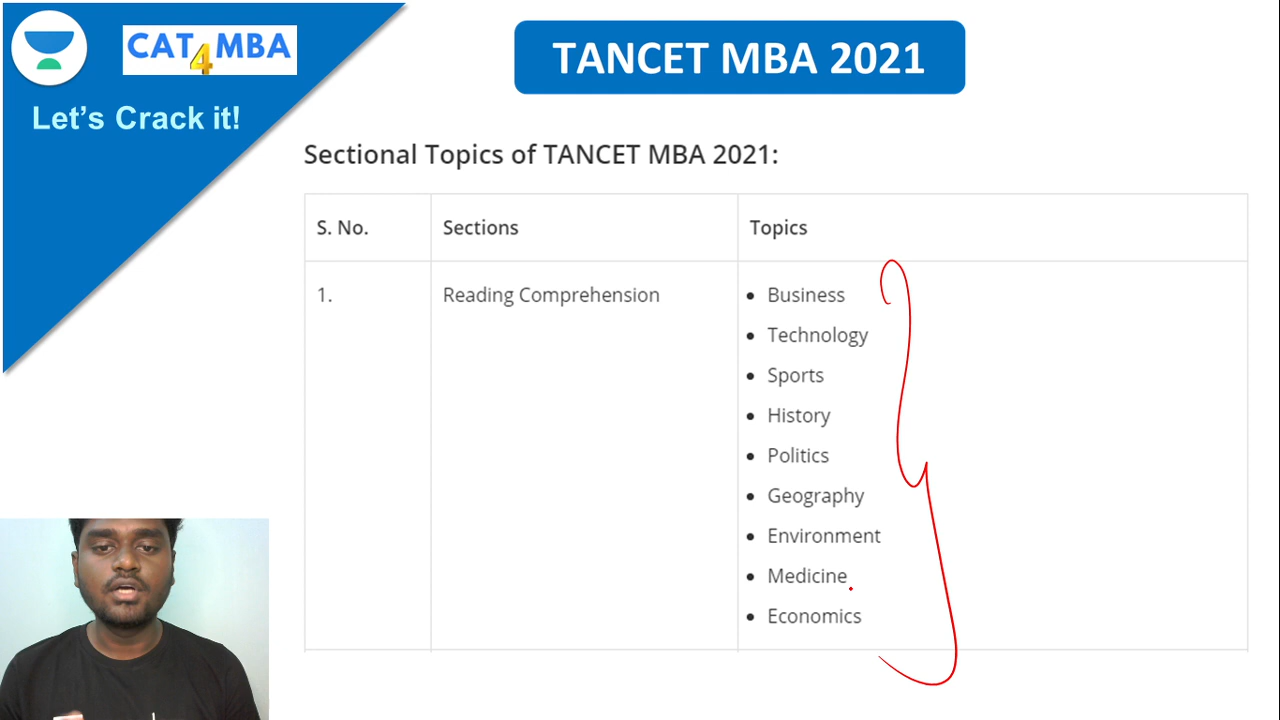 CAT4MBA
Let's Crack it!
TANCET MBA 2021
Sectional Topics of TANCET MBA 2021:
S. No. Sections Topics
1. Reading Comprehension • Business
• Technology
• Sports
• History
• Politics
• Geography
• Environment
• Medicine
• Economics